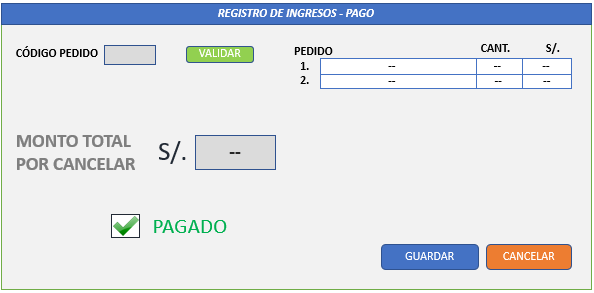 REGISTRO DE INGRESOS - PAGO
CÓDIGO PEDIDO
VALIDAR
PEDIDO CANT. S/.
1. -- -- --
2. -- -- --
MONTO TOTAL
POR CANCELAR
S/. --
PAGADO
GUARDAR CANCELAR